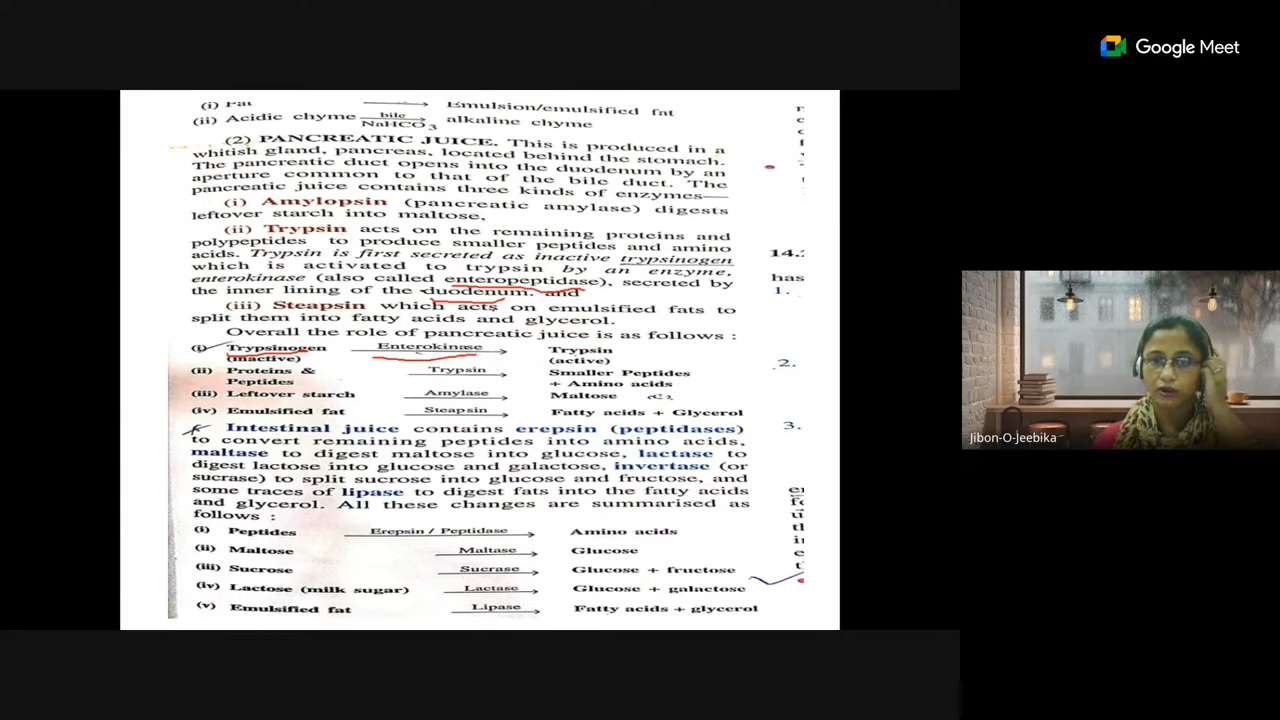 Google Meet
(i) Fat → Emulsion/emulsified fat
(ii) Acidic chyme bile NaHCO3 → alkaline chyme
(2) PANCREATIC JUICE. This is produced in a
whitish gland, pancreas, located behind the stomach.
The pancreatic duct opens into the duodenum by an
aperture common to that of the bile duct. The
pancreatic juice contains three kinds of enzymes—
(i) Amylopsin (pancreatic amylase) digests
leftover starch into maltose,
(ii) Trypsin acts on the remaining proteins and
polypeptides to produce smaller peptides and amino
acids. Trypsin is first secreted as inactive trypsinogen
which is activated to trypsin by an enzyme,
enterokinase (also called enteropeptidase), secreted by
the inner lining of the duodenum. and
(iii) Steapsin which acts on emulsified fats to
split them into fatty acids and glycerol.
Overall the role of pancreatic juice is as follows :
(i) Trypsinogen Enterokinase → Trypsin
(inactive) (active)
(ii) Proteins & Trypsin → Smaller Peptides
Peptides + Amino acids
(iii) Leftover starch Amylase → Maltose
(iv) Emulsified fat Steapsin → Fatty acids + Glycerol
Intestinal juice contains erepsin (peptidases)
to convert remaining peptides into amino acids,
maltase to digest maltose into glucose, lactase to
digest lactose into glucose and galactose, invertase (or
sucrase) to split sucrose into glucose and fructose, and
some traces of lipase to digest fats into the fatty acids
and glycerol. All these changes are summarised as
follows :
(i) Peptides Erepsin / Peptidase → Amino acids
(ii) Maltose Maltase → Glucose
(iii) Sucrose Sucrase → Glucose + fructose
(iv) Lactose (milk sugar) Lactase → Glucose + galactose
(v) Emulsified fat Lipase → Fatty acids + glycerol
14.2
has
1.
2.
3.
Jibon-O-Jeebika